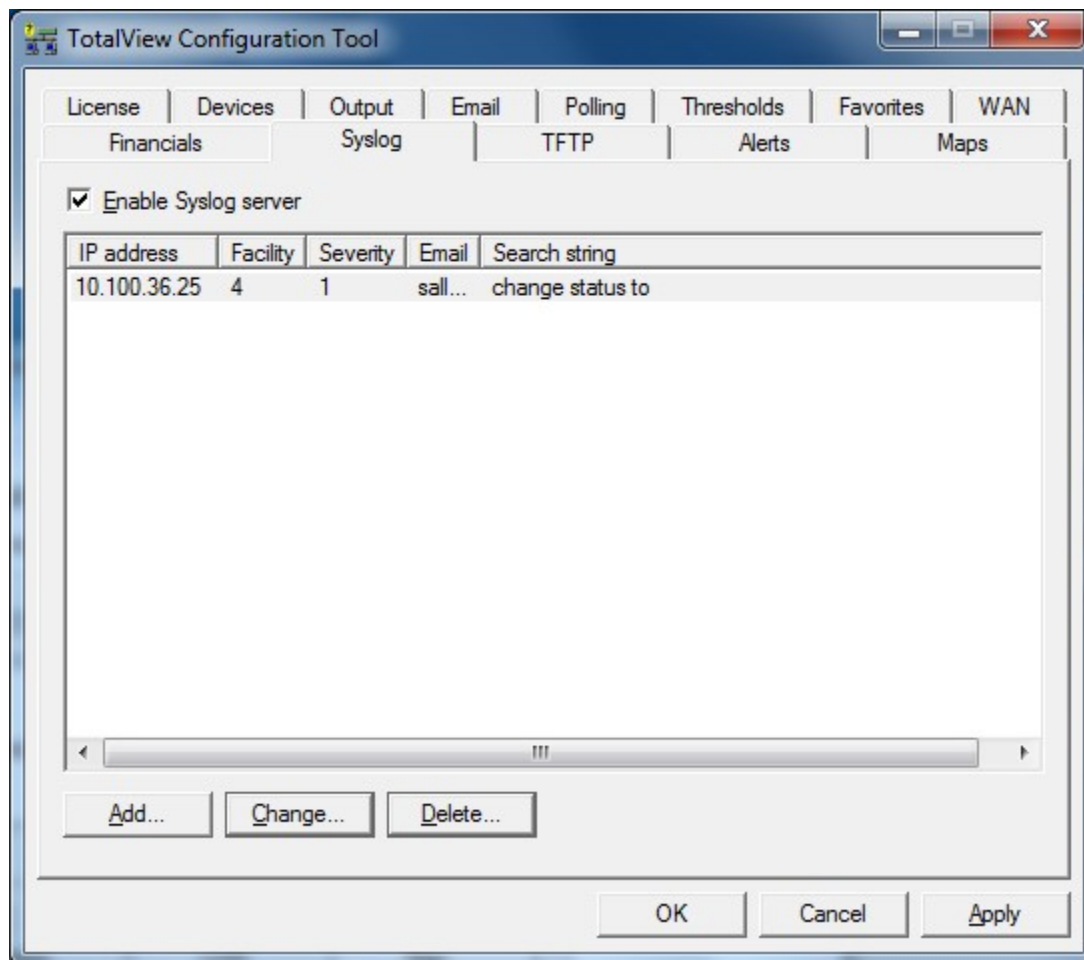 TotalView Configuration Tool
License Devices Output Email Polling Thresholds Favorites WAN
Financials Syslog TFTP Alerts Maps
Enable Syslog server
IP address Facility Severity Email Search string
10.100.36.25 4 1 sall... change status to
Add... Change... Delete...
OK Cancel Apply